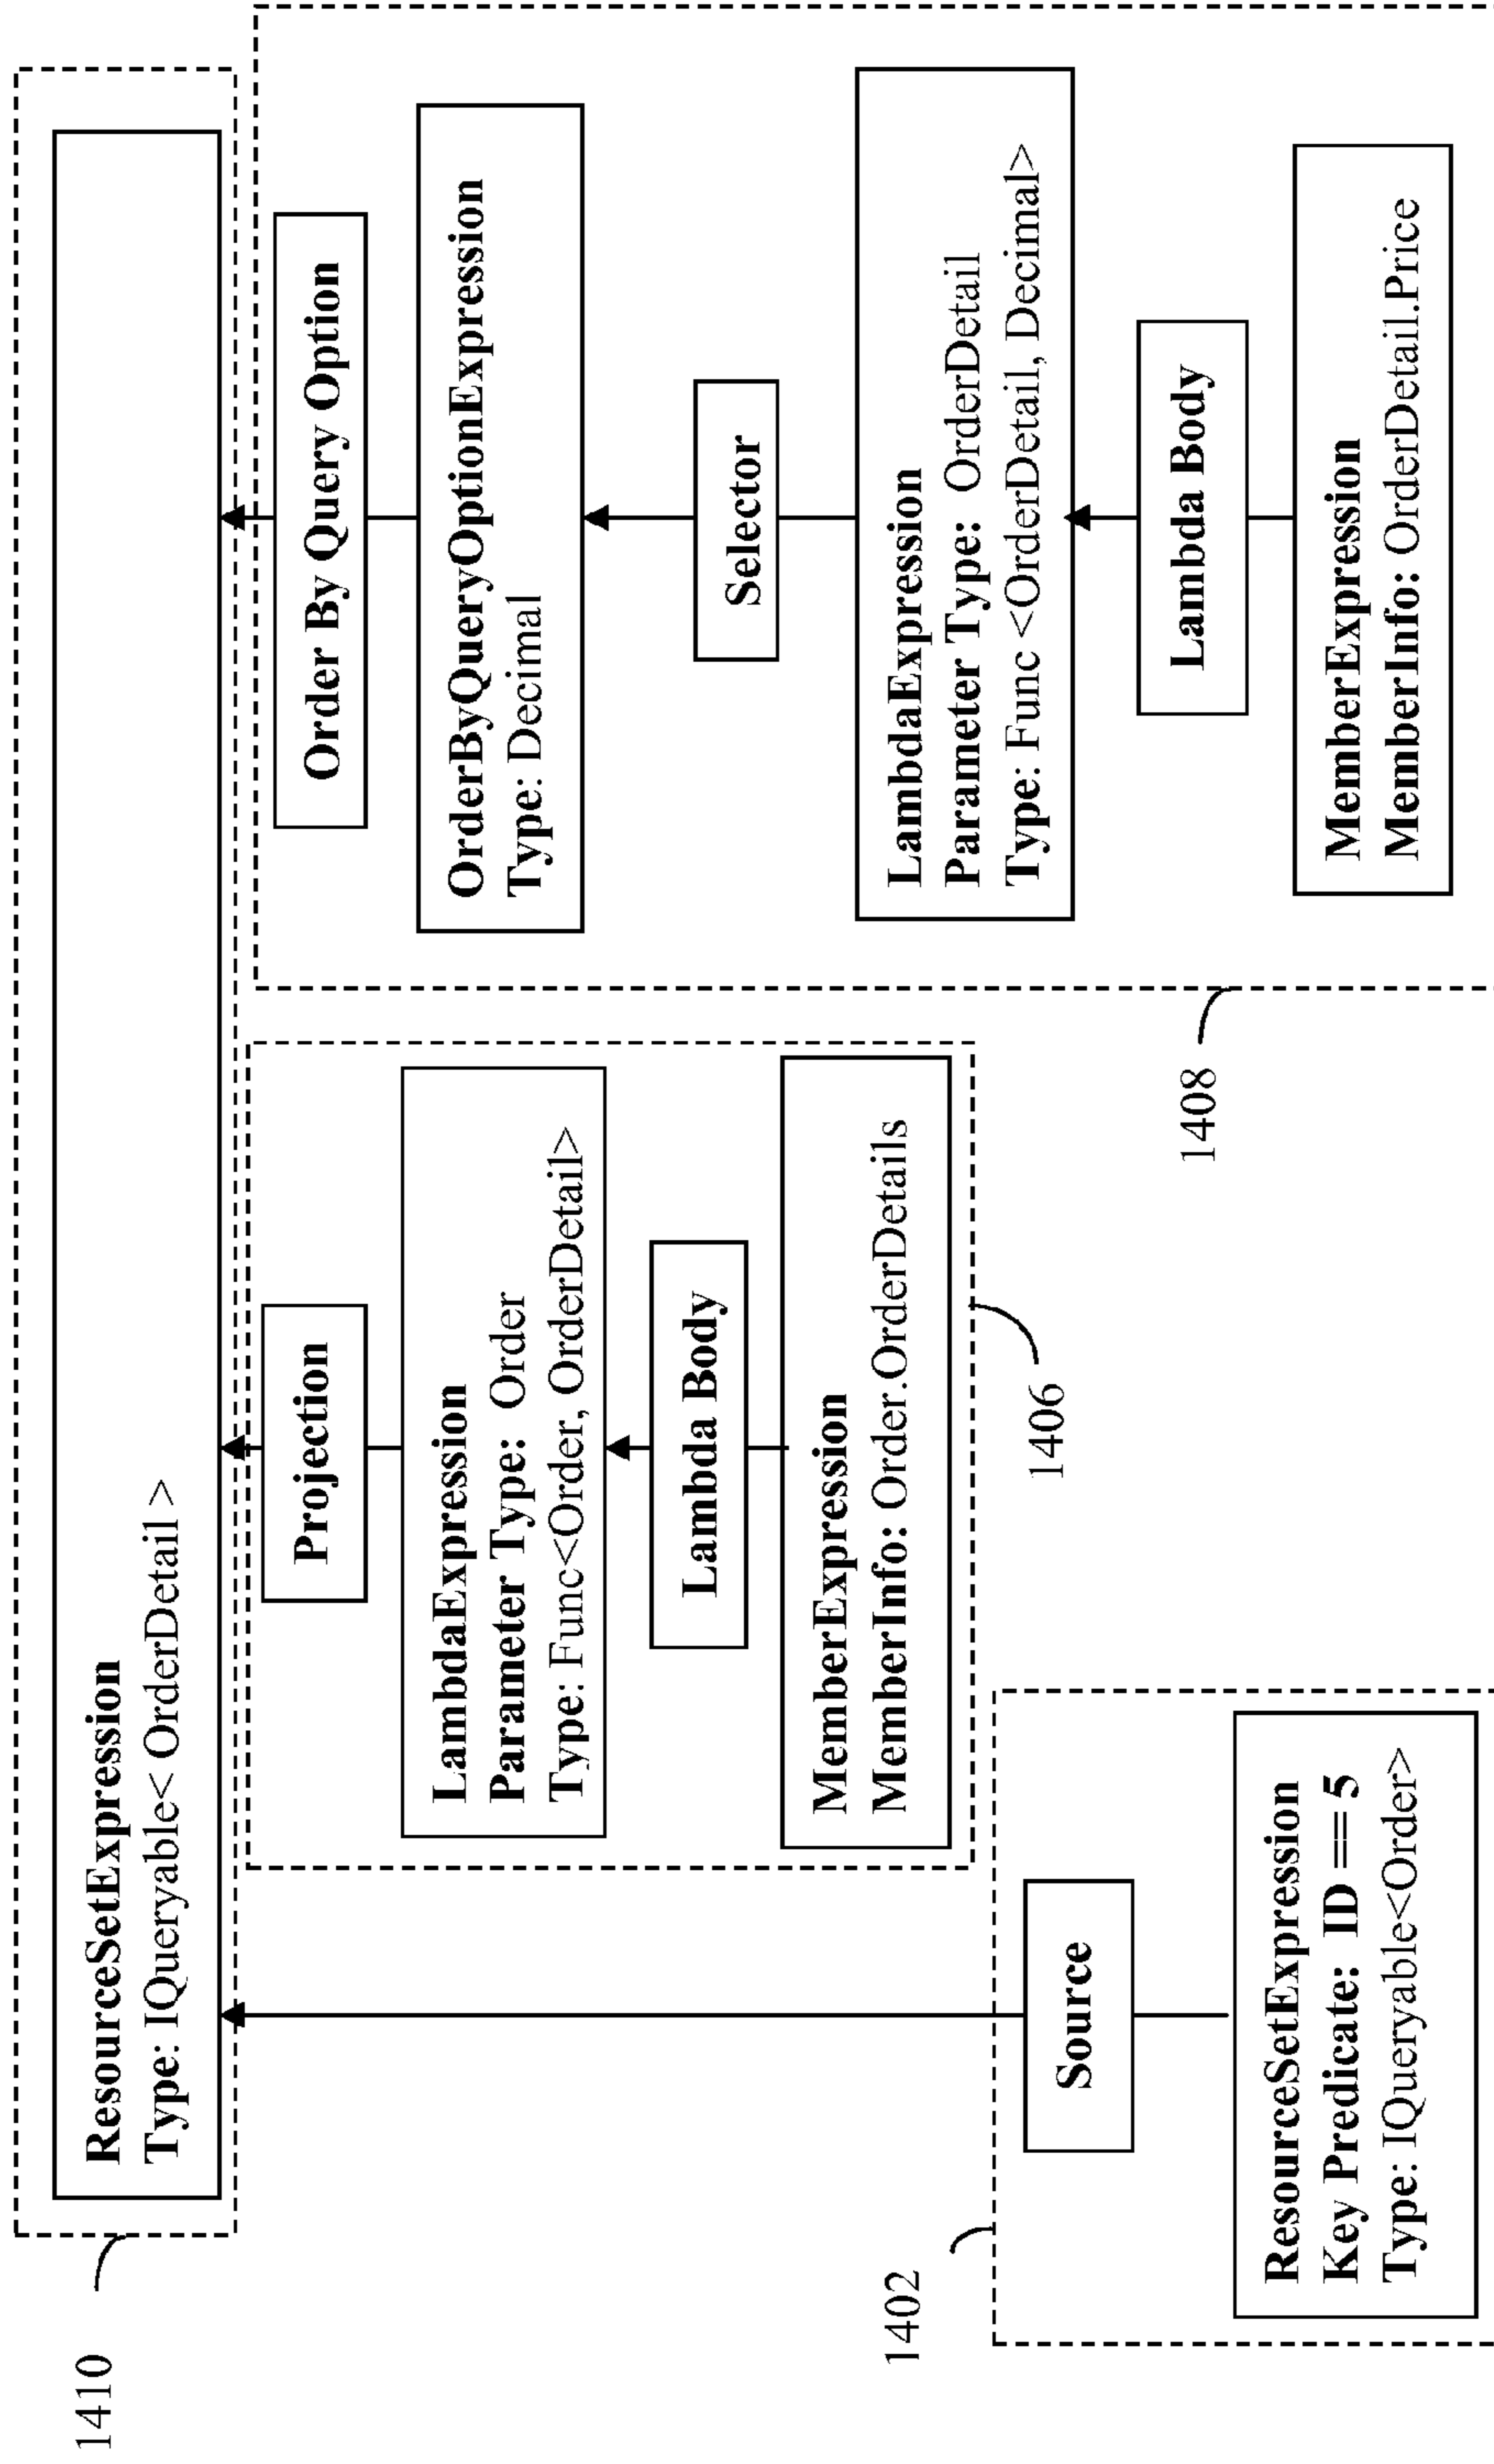 1410
ResourceSetExpression
Type: IQueryable< OrderDetail >
1402
Source
ResourceSetExpression
Key Predicate: ID == 5
Type: IQueryable<Order>
Projection
LambdaExpression
Parameter Type: Order
Type: Func<Order, OrderDetail>
Lambda Body
MemberExpression
MemberInfo: Order.OrderDetails
1406
Order By Query Option
OrderByQueryOptionExpression
Type: Decimal
Selector
LambdaExpression
Parameter Type: OrderDetail
Type: Func <OrderDetail, Decimal>
Lambda Body
MemberExpression
MemberInfo: OrderDetail.Price
1408